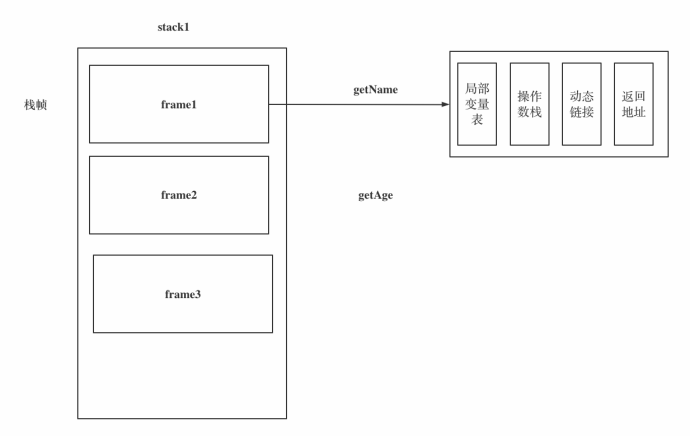 stack1
栈帧
frame1
getName
局部
变量
表
操作
数栈
动态
链接
返回
地址
frame2
getAge
frame3